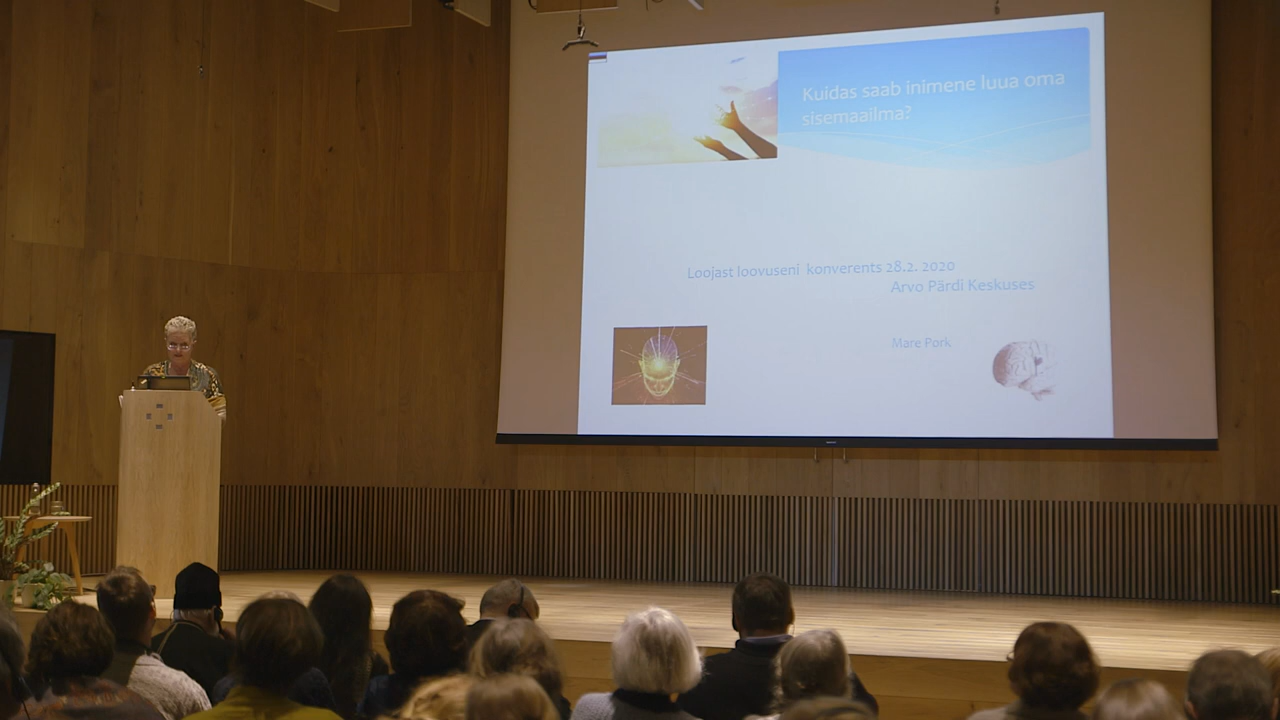 Kuidas saab inimene luua oma
sisemaailma?
Loojast loovuseni konverents 28.2. 2020
Arvo Pärdi Keskuses
Mare Pork